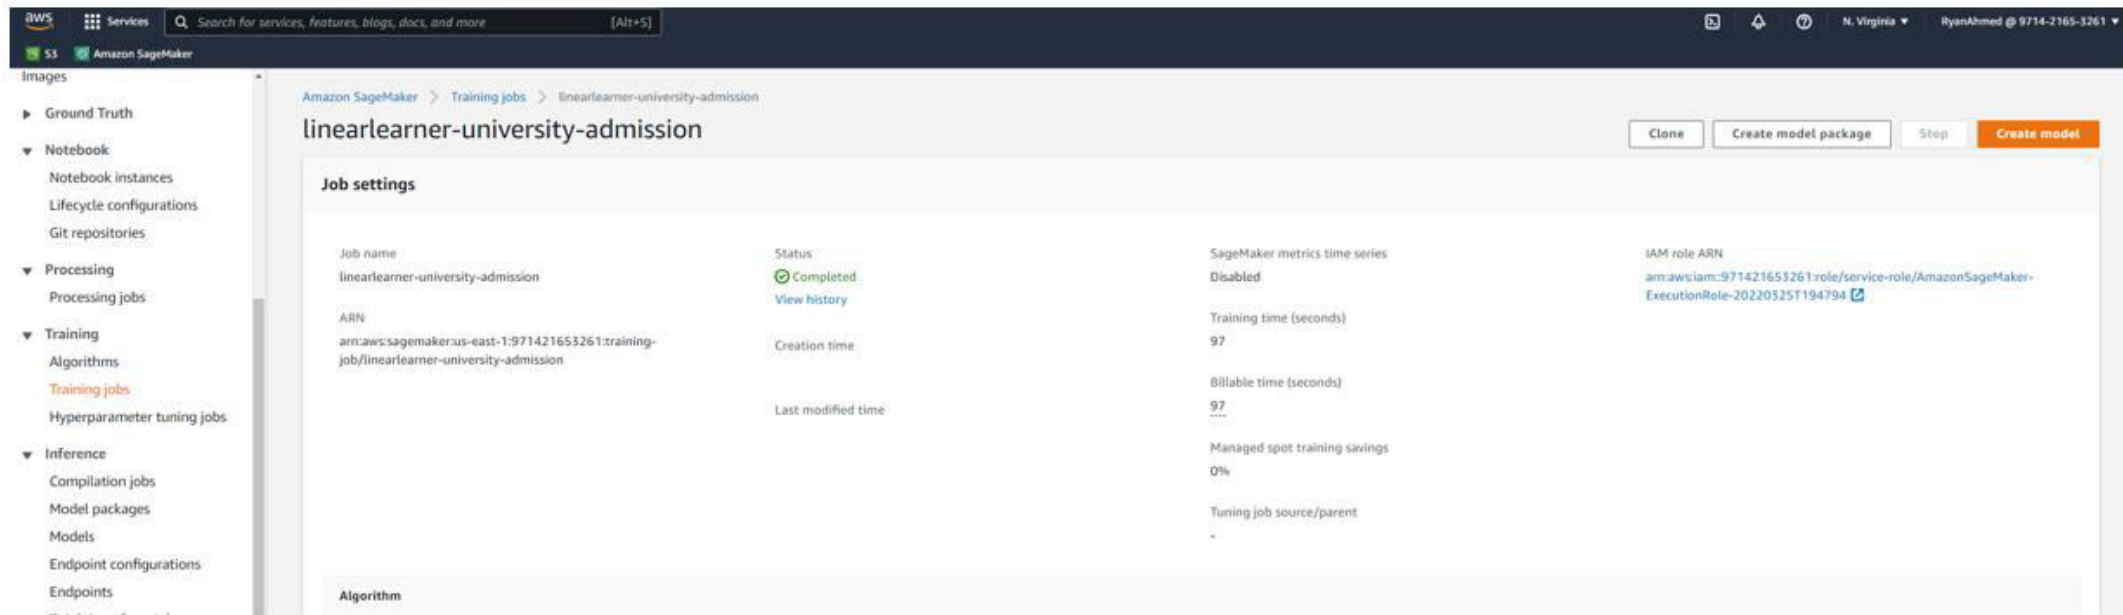 aws
Services
Search for services, features, blogs, docs, and more
[Alt+S]
N. Virginia
RyanAhmed @ 9714-2165-3261
S3
Amazon SageMaker
Images
Ground Truth
Notebook
Notebook instances
Lifecycle configurations
Git repositories
Processing
Processing jobs
Training
Algorithms
Training jobs
Hyperparameter tuning jobs
Inference
Compilation jobs
Model packages
Models
Endpoint configurations
Endpoints
Amazon SageMaker > Training jobs > linearlearner-university-admission
linearlearner-university-admission
Clone
Create model package
Stop
Create model
Job settings
Job name
linearlearner-university-admission
ARN
arn:aws:sagemaker:us-east-1:971421653261:training-
job/linearlearner-university-admission
Status
Completed
View history
Creation time
Last modified time
SageMaker metrics time series
Disabled
Training time (seconds)
97
Billable time (seconds)
97
Managed spot training savings
0%
Tuning job source/parent
-
IAM role ARN
arn:aws:iam::971421653261:role/service-role/AmazonSageMaker-
ExecutionRole-20220325T194794
Algorithm